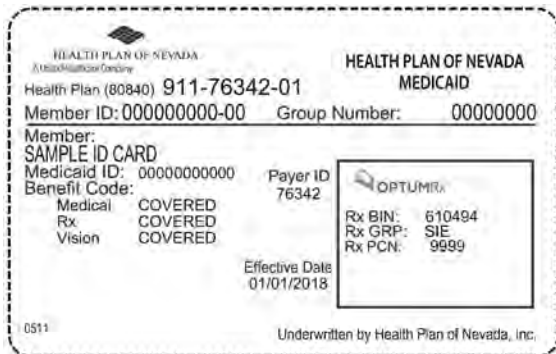 HEALTH PLAN OF NEVADA
A UnitedHealthcare Company
HEALTH PLAN OF NEVADA
MEDICAID
Health Plan (80840) 911-76342-01
Member ID: 000000000-00 Group Number: 00000000
Member:
SAMPLE ID CARD
Medicaid ID: 00000000000
Benefit Code:
Medical COVERED
Rx COVERED
Vision COVERED
Payer ID
76342
Effective Date
01/01/2018
OPTUMRx
Rx BIN: 610494
Rx GRP: SIE
Rx PCN: 9999
0511
Underwritten by Health Plan of Nevada, Inc.